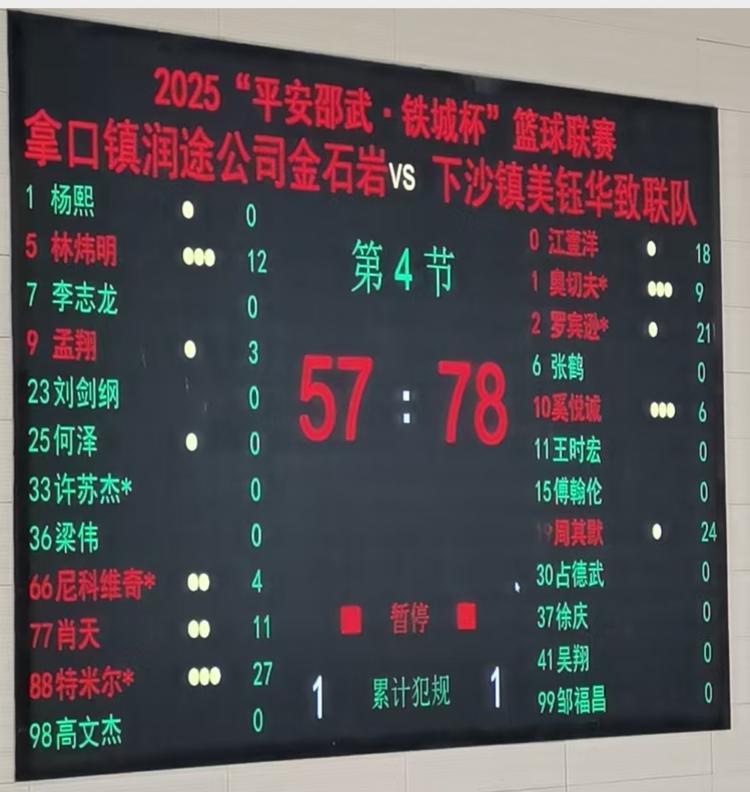 2025“平安邵武·铁城杯”篮球联赛
拿口镇润途公司金石岩VS下沙镇美钰华致联队
1 杨熙 0
5 林炜明 12
7 李志龙 0
9 孟翔 3
23 刘剑纲 0
25 何泽 0
33 许苏杰* 0
36 梁伟 0
66 尼科维奇* 4
77 肖天 11
88 特米尔* 27
98 高文杰 0
第 4 节
57 : 78
暂停
1 累计犯规 1
0 江壹洋 18
1 奥切夫* 9
2 罗宾逊* 21
6 张鹤 0
10 奚悦诚 6
11 王时宏 0
15 傅翰伦 0
19 周其默 24
30 占德武 0
37 徐庆 0
41 吴翔 0
99 邹福昌 0